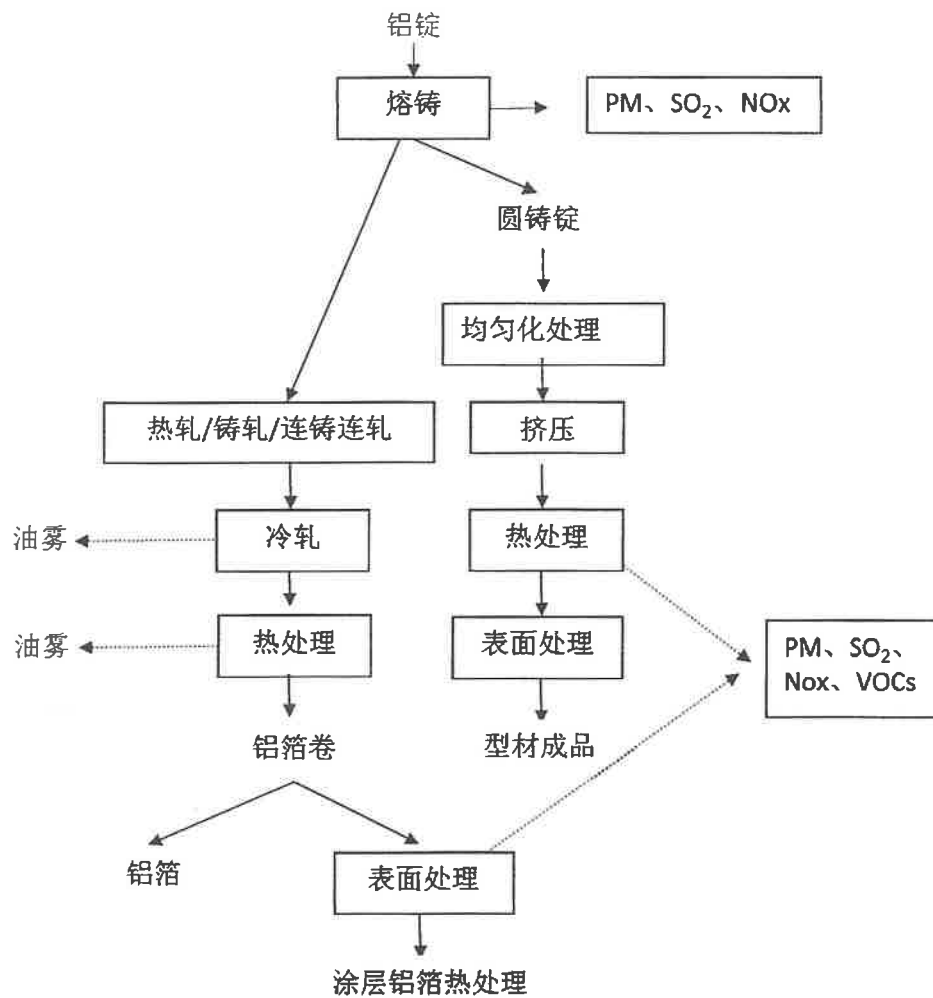 铝锭
熔铸
PM、SO₂、NOx
圆铸锭
均匀化处理
热轧/铸轧/连铸连轧
挤压
油雾
冷轧
热处理
油雾
热处理
表面处理
PM、SO₂、
Nox、VOCs
铝箔卷
型材成品
铝箔
表面处理
涂层铝箔热处理